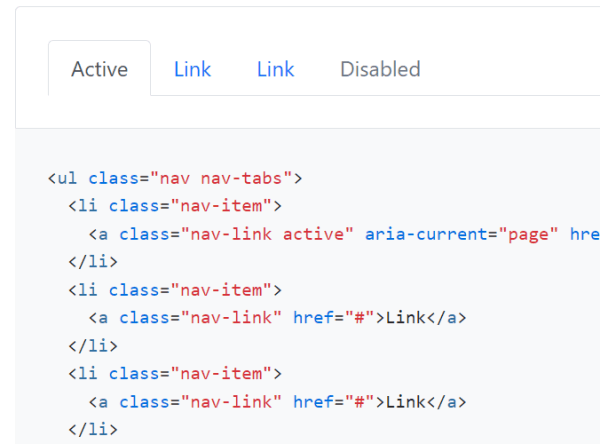 Active Link Link Disabled
<ul class="nav nav-tabs">
<li class="nav-item">
<a class="nav-link active" aria-current="page" hre
</li>
<li class="nav-item">
<a class="nav-link" href="#">Link</a>
</li>
<li class="nav-item">
<a class="nav-link" href="#">Link</a>
</li>